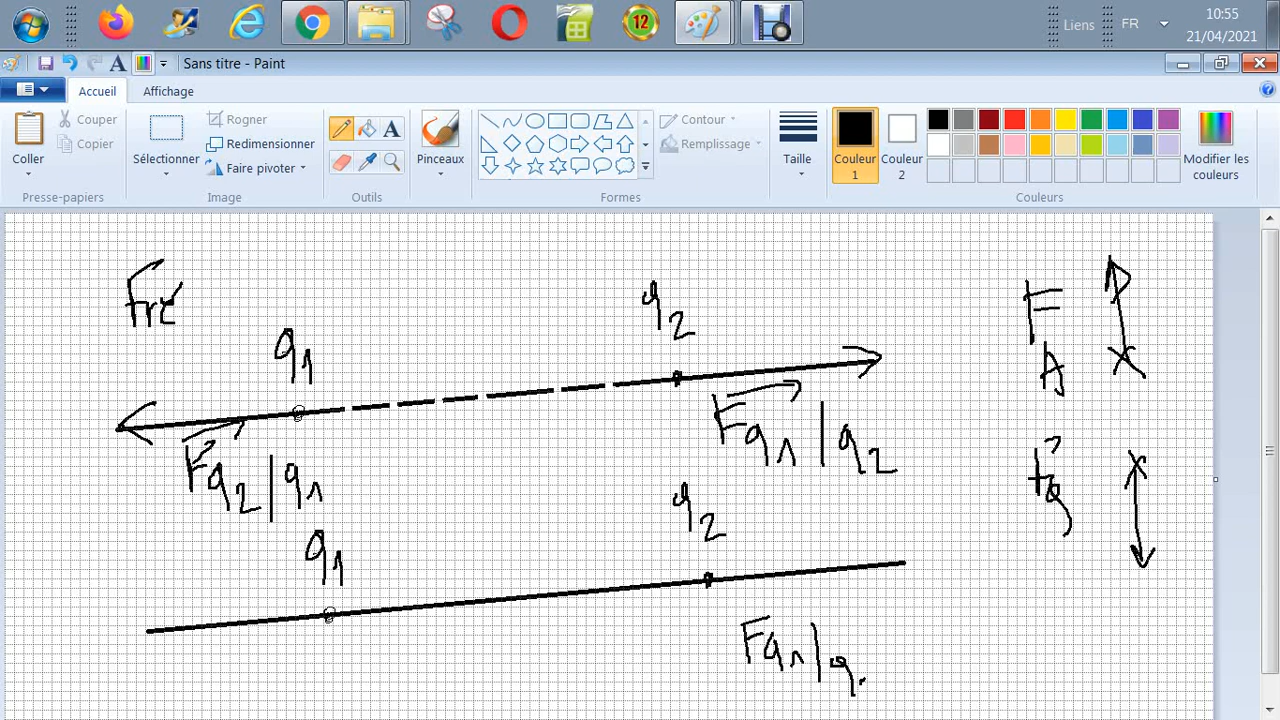 10:55
Liens
FR
12
21/04/2021
A
Sans titre - Paint
Accueil
Affichage
Coller
Couper
Copier
Sélectionner
Rogner
Redimensionner
Faire pivoter
A
Pinceaux
Contour
Remplissage
Taille
Couleur
1
Couleur
2
Modifier les
couleurs
Presse-papiers
Image
Outils
Formes
Couleurs
q2
q1
Fq1|q2
Fq2|q1
q2
q1
Fq1|q